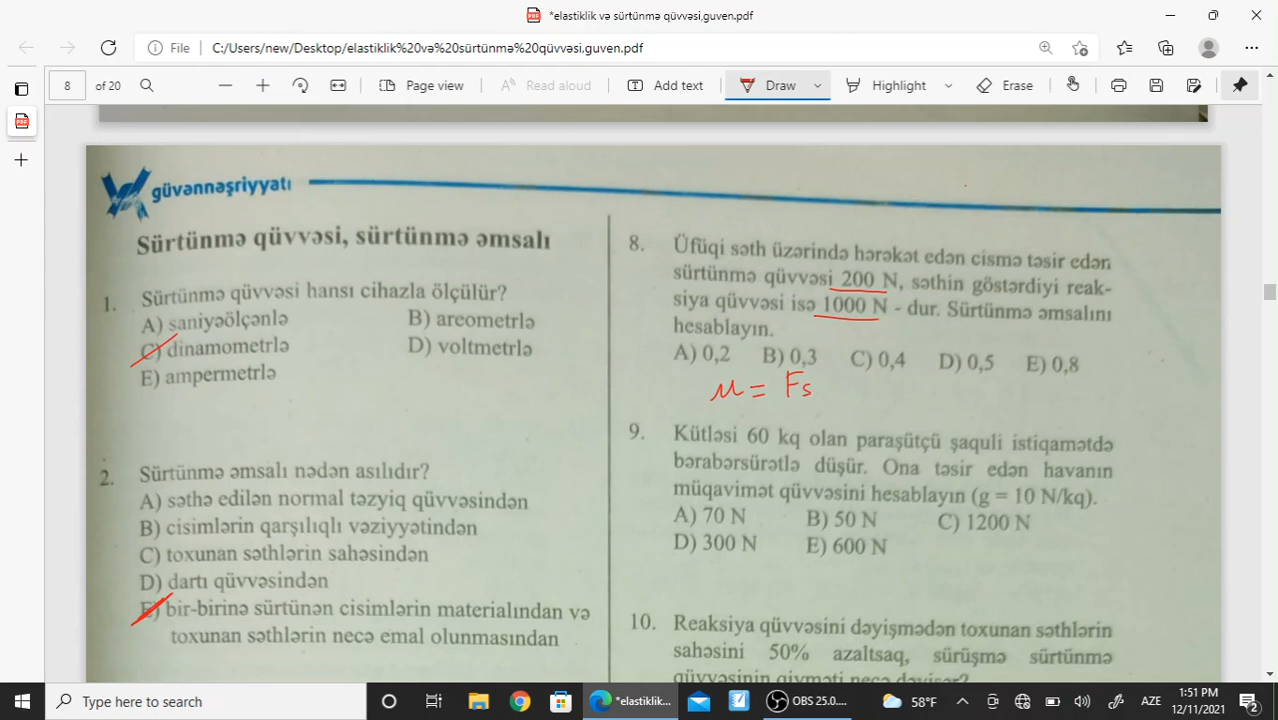 *elastiklik və sürtünmə qüvvəsi,guven.pdf
File C:/Users/new/Desktop/elastiklik%20və%20sürtünmə%20qüvvəsi.guven.pdf
8 of 20 Page view Read aloud Add text Draw Highlight Erase
güvənnəşriyyatı
Sürtünmə qüvvəsi, sürtünmə əmsalı
1. Sürtünmə qüvvəsi hansı cihazla ölçülür?
A) saniyəölçənlə B) areometrlə
C) dinamometrlə D) voltmetrlə
E) ampermetrlə
2. Sürtünmə əmsalı nədən asılıdır?
A) səthə edilən normal təzyiq qüvvəsindən
B) cisimlərin qarşılıqlı vəziyyətindən
C) toxunan səthlərin sahəsindən
D) dartı qüvvəsindən
E) bir-birinə sürtünən cisimlərin materialından və
toxunan səthlərin necə emal olunmasından
8. Üfüqi səth üzərində hərəkət edən cismə təsir edən
sürtünmə qüvvəsi 200 N, səthin göstərdiyi reak-
siya qüvvəsi isə 1000 N - dur. Sürtünmə əmsalını
hesablayın.
A) 0,2 B) 0,3 C) 0,4 D) 0,5 E) 0,8
μ = Fs
9. Kütləsi 60 kq olan paraşütçü şaquli istiqamətdə
bərabərsürətlə düşür. Ona təsir edən havanın
müqavimət qüvvəsini hesablayın (g = 10 N/kq).
A) 70 N B) 50 N C) 1200 N
D) 300 N E) 600 N
10. Reaksiya qüvvəsini dəyişmədən toxunan səthlərin
sahəsini 50% azaltsaq, sürüşmə sürtünmə
qüvvəsinin qiyməti necə dəyişər?
Type here to search
*elastiklik...
OBS 25.0....
58°F
AZE
1:51 PM
12/11/2021
2